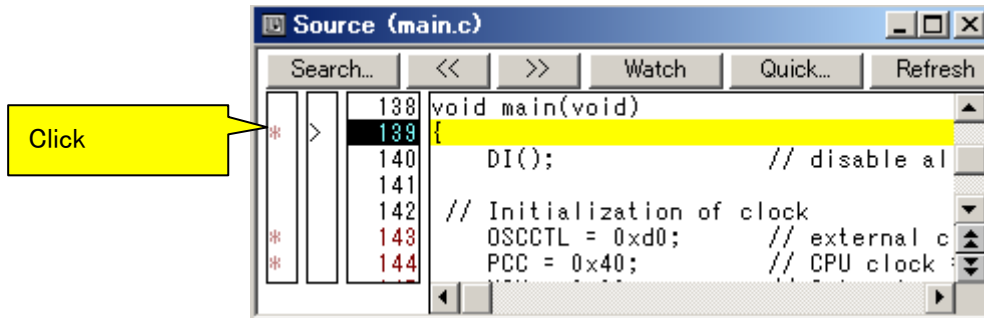 Source (main.c)
Search... << >> Watch Quick... Refresh
Click
138 void main(void)
* > 139 {
140 DI(); // disable al
141
142 // Initialization of clock
* 143 OSCCTL = 0xd0; // external c
* 144 PCC = 0x40; // CPU clock